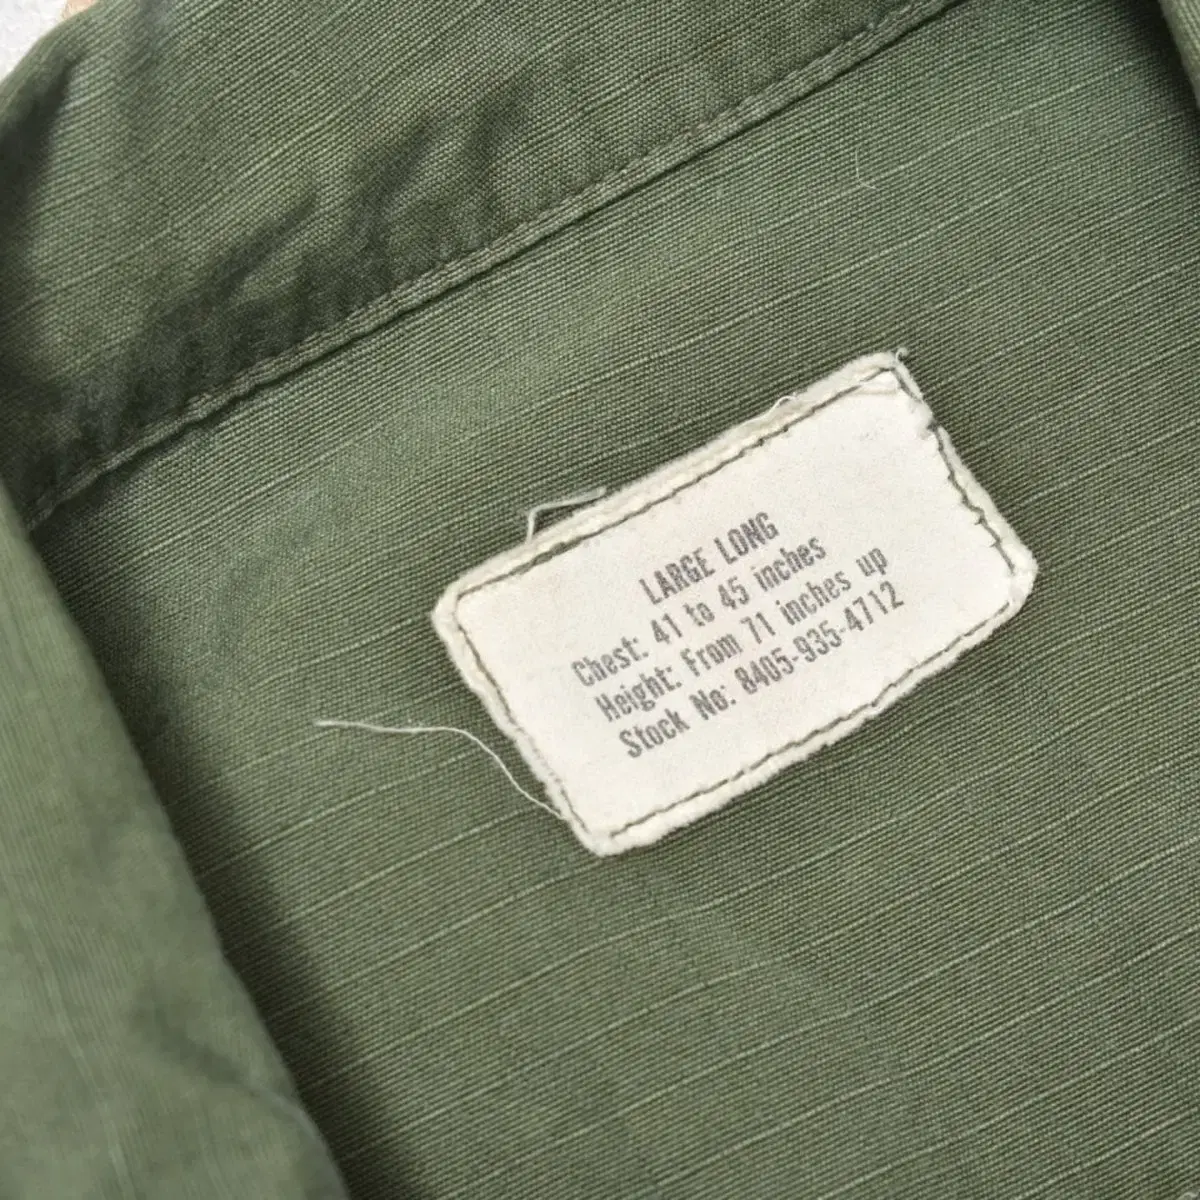 LARGE LONG
Chest: 41 to 45 inches
Height: From 71 inches up
Stock No: 8405-935-4712